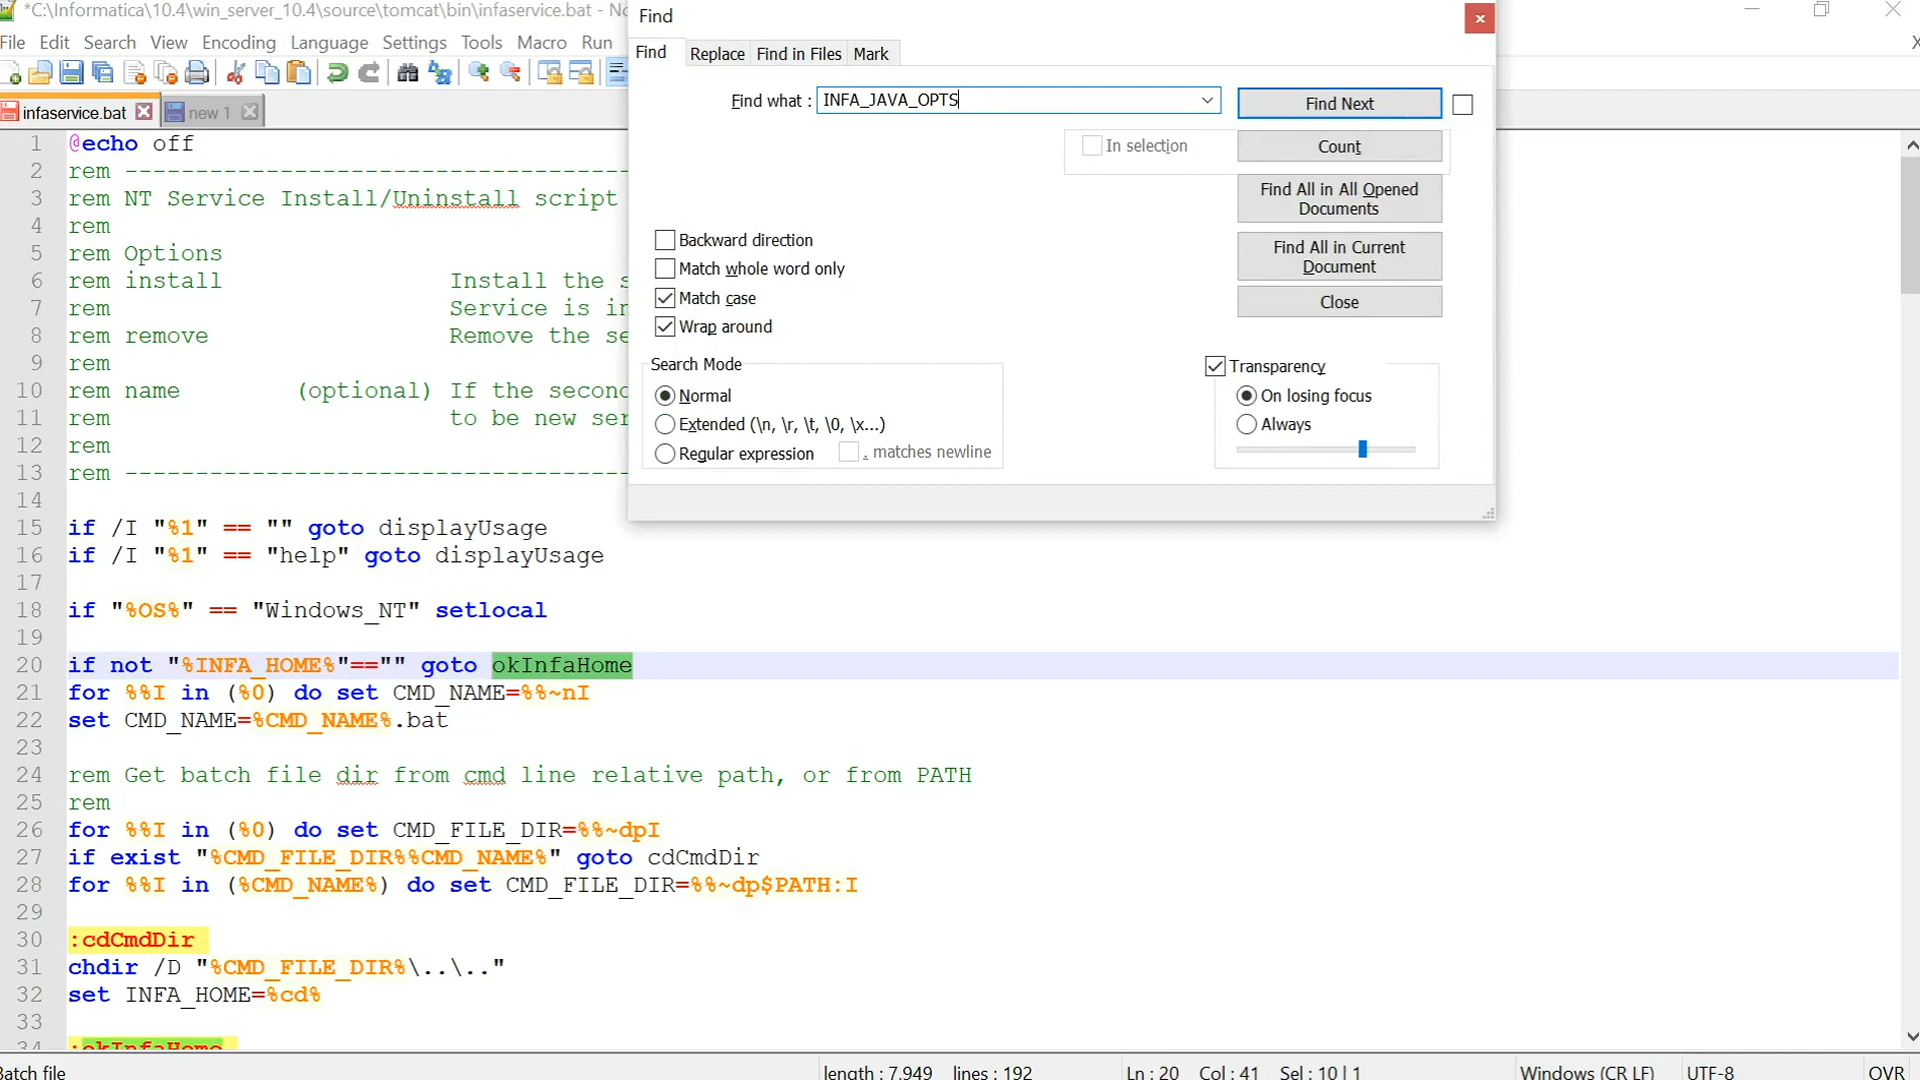 *C:\Informatica\10.4\win_server_10.4\source\tomcat\bin\infaservice.bat - No
File Edit Search View Encoding Language Settings Tools Macro Run
X
infaservice.bat new 1
Find
Find Replace Find in Files Mark
Find what : INFA_JAVA_OPTS
Find Next
In selection
Count
Find All in All Opened
Documents
Find All in Current
Document
Close
Backward direction
Match whole word only
Match case
Wrap around
Search Mode
Normal
Extended (\n, \r, \t, \0, \x...)
Regular expression
. matches newline
Transparency
On losing focus
Always
1 @echo off
2 rem ------------------------------------
3 rem NT Service Install/Uninstall script
4 rem
5 rem Options
6 rem install Install the s
7 rem Service is in
8 rem remove Remove the se
9 rem
10 rem name (optional) If the secon
11 rem to be new ser
12 rem
13 rem ------------------------------------
14
15 if /I "%1" == "" goto displayUsage
16 if /I "%1" == "help" goto displayUsage
17
18 if "%OS%" == "Windows_NT" setlocal
19
20 if not "%INFA_HOME%"=="" goto okInfaHome
21 for %%I in (%0) do set CMD_NAME=%%~nI
22 set CMD_NAME=%CMD_NAME%.bat
23
24 rem Get batch file dir from cmd line relative path, or from PATH
25 rem
26 for %%I in (%0) do set CMD_FILE_DIR=%%~dpI
27 if exist "%CMD_FILE_DIR%%CMD_NAME%" goto cdCmdDir
28 for %%I in (%CMD_NAME%) do set CMD_FILE_DIR=%%~dp$PATH:I
29
30 :cdCmdDir
31 chdir /D "%CMD_FILE_DIR%\..\.."
32 set INFA_HOME=%cd%
33
34 :okInfaHome
Batch file length : 7,949 lines : 192 Ln : 20 Col : 41 Sel : 10 | 1 Windows (CR LF) UTF-8 OVR